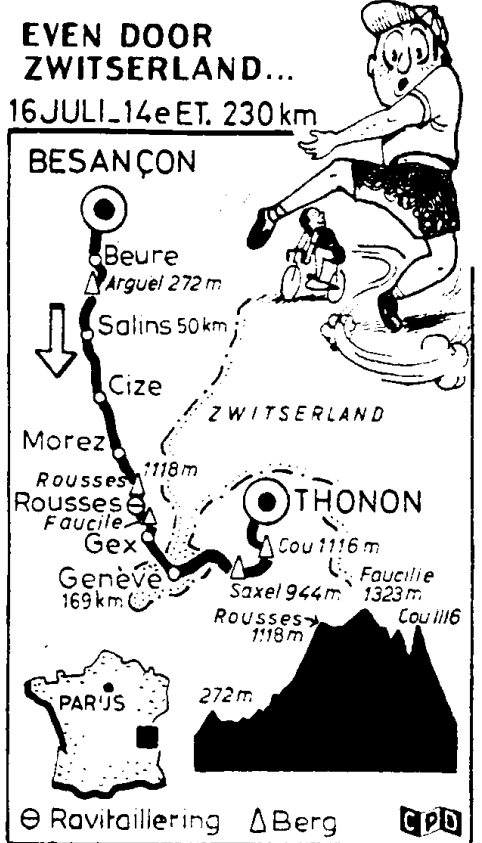 EVEN DOOR
ZWITSERLAND...
16 JULI_14e ET. 230 km
BESANÇON
Beure
Arguel 272 m
Salins 50 km
Cize
ZWITSERLAND
Morez
Rousses 1118 m
Rousses
Faucile
THONON
Gex
Cou 1116 m
Genève
169 km
Saxel 944 m
Faucilie
1323 m
Rousses
1118 m
Cou 1116
272 m
PARIJS
Ravitaillering
Berg
CPD